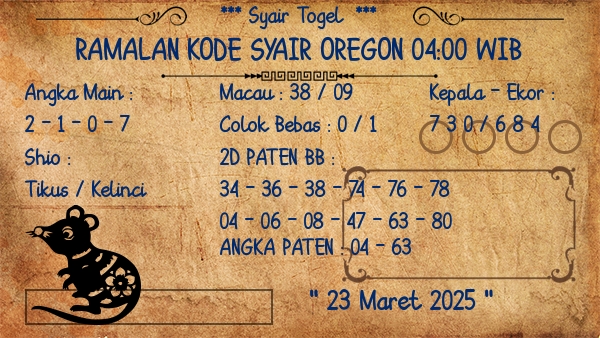 *** Syair Togel ***
RAMALAN KODE SYAIR OREGON 04:00 WIB
Angka Main :
2 - 1 - 0 - 7
Shio :
Tikus / Kelinci
Macau : 38 / 09
Colok Bebas : 0 / 1
2D PATEN BB :
34 - 36 - 38 - 74 - 76 - 78
04 - 06 - 08 - 47 - 63 - 80
ANGKA PATEN : 04 - 63
Kepala - Ekor :
7 3 0 / 6 8 4
" 23 Maret 2025 "